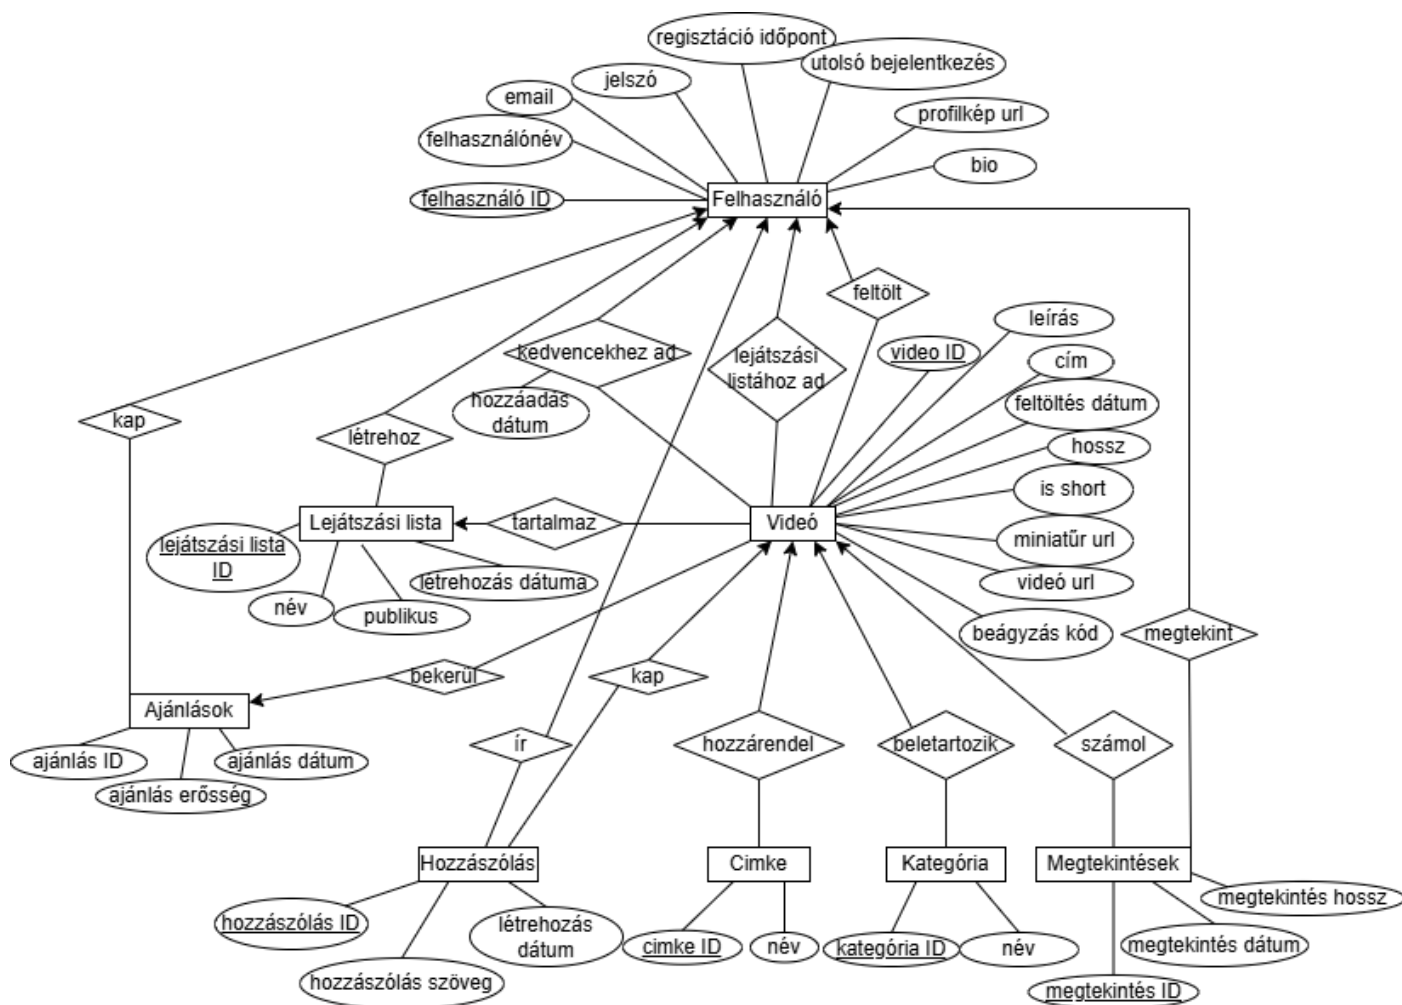 regisztáció időpont
utolsó bejelentkezés
jelszó
email
profilkép url
felhasználónév
bio
felhasználó ID
Felhasználó
feltölt
leírás
kedvencekhez ad
lejátszási
listához ad
video ID
cím
hozzáadás
dátum
feltöltés dátum
kap
létrehoz
hossz
is short
Lejátszási lista
tartalmaz
Videó
miniatűr url
lejátszási lista
ID
létrehozás dátuma
videó url
név
publikus
beágyzás kód
megtekint
bekerül
kap
Ajánlások
ír
hozzárendel
beletartozik
számol
ajánlás ID
ajánlás dátum
ajánlás erősség
Hozzászólás
Cimke
Kategória
Megtekintések
megtekintés hossz
hozzászólás ID
létrehozás
dátum
cimke ID
név
kategória ID
név
megtekintés dátum
hozzászólás szöveg
megtekintés ID